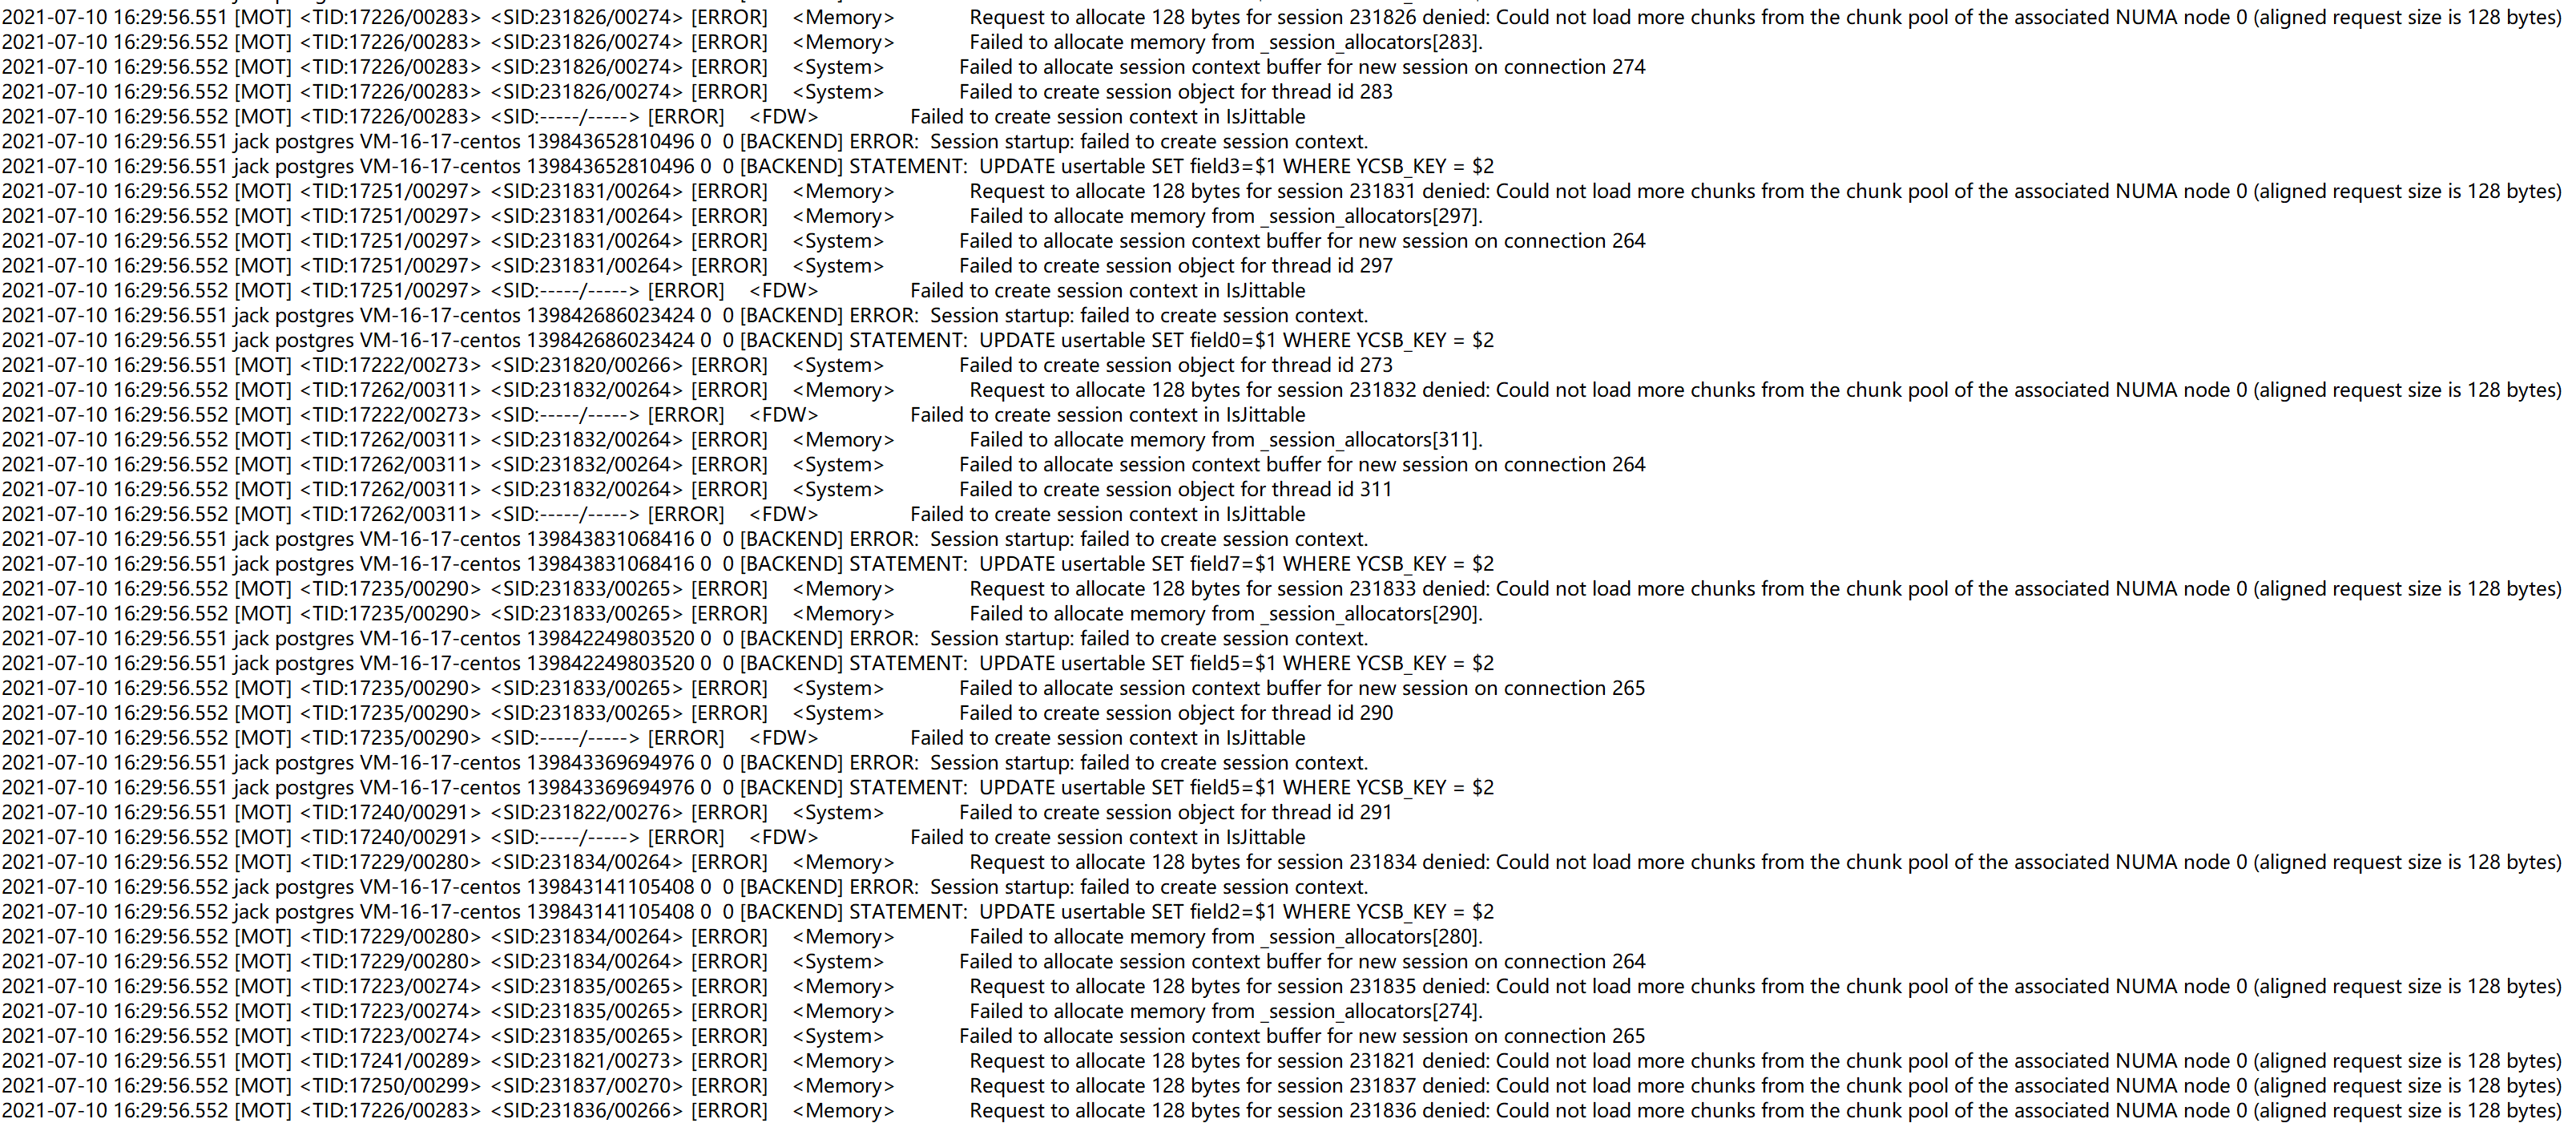 2021-07-10 16:29:56.551 [MOT] <TID:17226/00283> <SID:231826/00274> [ERROR] <Memory> Request to allocate 128 bytes for session 231826 denied: Could not load more chunks from the chunk pool of the associated NUMA node 0 (aligned request size is 128 bytes)
2021-07-10 16:29:56.552 [MOT] <TID:17226/00283> <SID:231826/00274> [ERROR] <Memory> Failed to allocate memory from _session_allocators[283].
2021-07-10 16:29:56.552 [MOT] <TID:17226/00283> <SID:231826/00274> [ERROR] <System> Failed to allocate session context buffer for new session on connection 274
2021-07-10 16:29:56.552 [MOT] <TID:17226/00283> <SID:231826/00274> [ERROR] <System> Failed to create session object for thread id 283
2021-07-10 16:29:56.552 [MOT] <TID:17226/00283> <SID:-----/-----> [ERROR] <FDW> Failed to create session context in IsJittable
2021-07-10 16:29:56.551 jack postgres VM-16-17-centos 139843652810496 0 0 [BACKEND] ERROR: Session startup: failed to create session context.
2021-07-10 16:29:56.551 jack postgres VM-16-17-centos 139843652810496 0 0 [BACKEND] STATEMENT: UPDATE usertable SET field3=$1 WHERE YCSB_KEY = $2
2021-07-10 16:29:56.552 [MOT] <TID:17251/00297> <SID:231831/00264> [ERROR] <Memory> Request to allocate 128 bytes for session 231831 denied: Could not load more chunks from the chunk pool of the associated NUMA node 0 (aligned request size is 128 bytes)
2021-07-10 16:29:56.552 [MOT] <TID:17251/00297> <SID:231831/00264> [ERROR] <Memory> Failed to allocate memory from _session_allocators[297].
2021-07-10 16:29:56.552 [MOT] <TID:17251/00297> <SID:231831/00264> [ERROR] <System> Failed to allocate session context buffer for new session on connection 264
2021-07-10 16:29:56.552 [MOT] <TID:17251/00297> <SID:231831/00264> [ERROR] <System> Failed to create session object for thread id 297
2021-07-10 16:29:56.552 [MOT] <TID:17251/00297> <SID:-----/-----> [ERROR] <FDW> Failed to create session context in IsJittable
2021-07-10 16:29:56.551 jack postgres VM-16-17-centos 139842686023424 0 0 [BACKEND] ERROR: Session startup: failed to create session context.
2021-07-10 16:29:56.551 jack postgres VM-16-17-centos 139842686023424 0 0 [BACKEND] STATEMENT: UPDATE usertable SET field0=$1 WHERE YCSB_KEY = $2
2021-07-10 16:29:56.551 [MOT] <TID:17222/00273> <SID:231820/00266> [ERROR] <System> Failed to create session object for thread id 273
2021-07-10 16:29:56.552 [MOT] <TID:17262/00311> <SID:231832/00264> [ERROR] <Memory> Request to allocate 128 bytes for session 231832 denied: Could not load more chunks from the chunk pool of the associated NUMA node 0 (aligned request size is 128 bytes)
2021-07-10 16:29:56.552 [MOT] <TID:17222/00273> <SID:-----/-----> [ERROR] <FDW> Failed to create session context in IsJittable
2021-07-10 16:29:56.552 [MOT] <TID:17262/00311> <SID:231832/00264> [ERROR] <Memory> Failed to allocate memory from _session_allocators[311].
2021-07-10 16:29:56.552 [MOT] <TID:17262/00311> <SID:231832/00264> [ERROR] <System> Failed to allocate session context buffer for new session on connection 264
2021-07-10 16:29:56.552 [MOT] <TID:17262/00311> <SID:231832/00264> [ERROR] <System> Failed to create session object for thread id 311
2021-07-10 16:29:56.552 [MOT] <TID:17262/00311> <SID:-----/-----> [ERROR] <FDW> Failed to create session context in IsJittable
2021-07-10 16:29:56.551 jack postgres VM-16-17-centos 139843831068416 0 0 [BACKEND] ERROR: Session startup: failed to create session context.
2021-07-10 16:29:56.551 jack postgres VM-16-17-centos 139843831068416 0 0 [BACKEND] STATEMENT: UPDATE usertable SET field7=$1 WHERE YCSB_KEY = $2
2021-07-10 16:29:56.552 [MOT] <TID:17235/00290> <SID:231833/00265> [ERROR] <Memory> Request to allocate 128 bytes for session 231833 denied: Could not load more chunks from the chunk pool of the associated NUMA node 0 (aligned request size is 128 bytes)
2021-07-10 16:29:56.552 [MOT] <TID:17235/00290> <SID:231833/00265> [ERROR] <Memory> Failed to allocate memory from _session_allocators[290].
2021-07-10 16:29:56.551 jack postgres VM-16-17-centos 139842249803520 0 0 [BACKEND] ERROR: Session startup: failed to create session context.
2021-07-10 16:29:56.551 jack postgres VM-16-17-centos 139842249803520 0 0 [BACKEND] STATEMENT: UPDATE usertable SET field5=$1 WHERE YCSB_KEY = $2
2021-07-10 16:29:56.552 [MOT] <TID:17235/00290> <SID:231833/00265> [ERROR] <System> Failed to allocate session context buffer for new session on connection 265
2021-07-10 16:29:56.552 [MOT] <TID:17235/00290> <SID:231833/00265> [ERROR] <System> Failed to create session object for thread id 290
2021-07-10 16:29:56.552 [MOT] <TID:17235/00290> <SID:-----/-----> [ERROR] <FDW> Failed to create session context in IsJittable
2021-07-10 16:29:56.551 jack postgres VM-16-17-centos 139843369694976 0 0 [BACKEND] ERROR: Session startup: failed to create session context.
2021-07-10 16:29:56.551 jack postgres VM-16-17-centos 139843369694976 0 0 [BACKEND] STATEMENT: UPDATE usertable SET field5=$1 WHERE YCSB_KEY = $2
2021-07-10 16:29:56.551 [MOT] <TID:17240/00291> <SID:231822/00276> [ERROR] <System> Failed to create session object for thread id 291
2021-07-10 16:29:56.552 [MOT] <TID:17240/00291> <SID:-----/-----> [ERROR] <FDW> Failed to create session context in IsJittable
2021-07-10 16:29:56.552 [MOT] <TID:17229/00280> <SID:231834/00264> [ERROR] <Memory> Request to allocate 128 bytes for session 231834 denied: Could not load more chunks from the chunk pool of the associated NUMA node 0 (aligned request size is 128 bytes)
2021-07-10 16:29:56.552 jack postgres VM-16-17-centos 139843141105408 0 0 [BACKEND] ERROR: Session startup: failed to create session context.
2021-07-10 16:29:56.552 jack postgres VM-16-17-centos 139843141105408 0 0 [BACKEND] STATEMENT: UPDATE usertable SET field2=$1 WHERE YCSB_KEY = $2
2021-07-10 16:29:56.552 [MOT] <TID:17229/00280> <SID:231834/00264> [ERROR] <Memory> Failed to allocate memory from _session_allocators[280].
2021-07-10 16:29:56.552 [MOT] <TID:17229/00280> <SID:231834/00264> [ERROR] <System> Failed to allocate session context buffer for new session on connection 264
2021-07-10 16:29:56.552 [MOT] <TID:17223/00274> <SID:231835/00265> [ERROR] <Memory> Request to allocate 128 bytes for session 231835 denied: Could not load more chunks from the chunk pool of the associated NUMA node 0 (aligned request size is 128 bytes)
2021-07-10 16:29:56.552 [MOT] <TID:17223/00274> <SID:231835/00265> [ERROR] <Memory> Failed to allocate memory from _session_allocators[274].
2021-07-10 16:29:56.552 [MOT] <TID:17223/00274> <SID:231835/00265> [ERROR] <System> Failed to allocate session context buffer for new session on connection 265
2021-07-10 16:29:56.551 [MOT] <TID:17241/00289> <SID:231821/00273> [ERROR] <Memory> Request to allocate 128 bytes for session 231821 denied: Could not load more chunks from the chunk pool of the associated NUMA node 0 (aligned request size is 128 bytes)
2021-07-10 16:29:56.552 [MOT] <TID:17250/00299> <SID:231837/00270> [ERROR] <Memory> Request to allocate 128 bytes for session 231837 denied: Could not load more chunks from the chunk pool of the associated NUMA node 0 (aligned request size is 128 bytes)
2021-07-10 16:29:56.552 [MOT] <TID:17226/00283> <SID:231836/00266> [ERROR] <Memory> Request to allocate 128 bytes for session 231836 denied: Could not load more chunks from the chunk pool of the associated NUMA node 0 (aligned request size is 128 bytes)